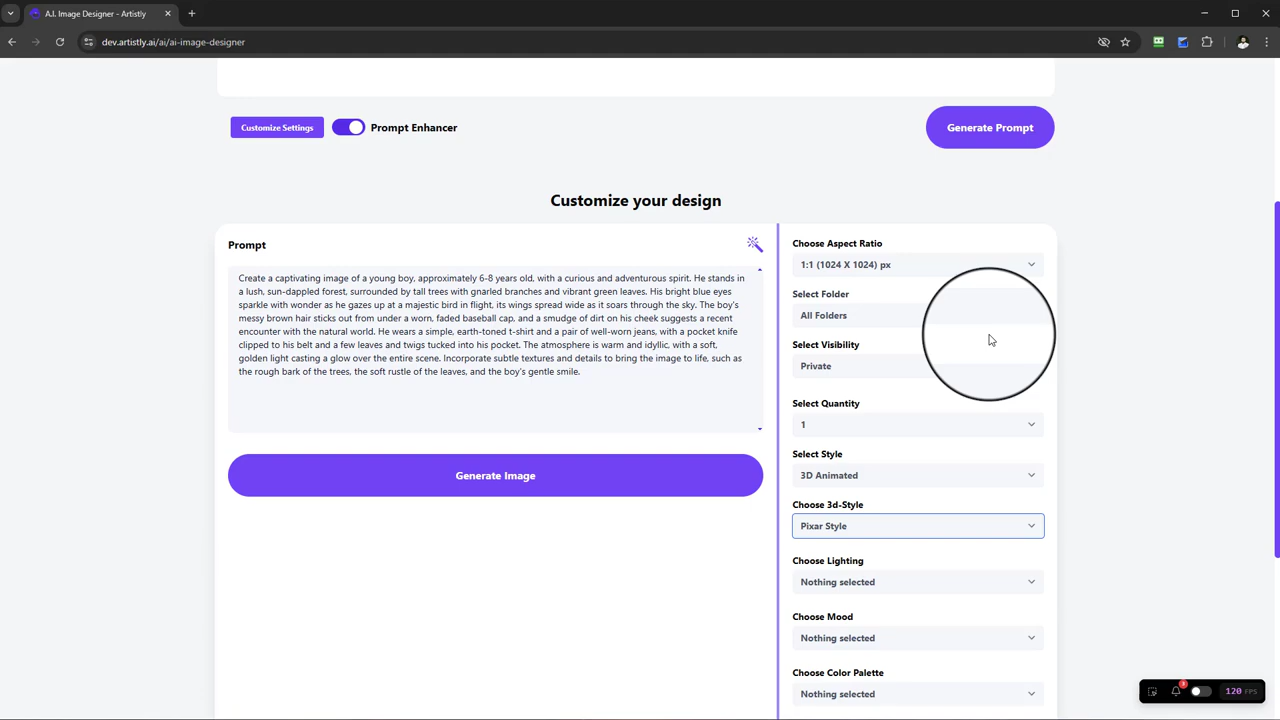 A.I. Image Designer - Artistly
dev.artistly.ai/ai/ai-image-designer
Customize Settings
Prompt Enhancer
Generate Prompt
Customize your design
Prompt
Create a captivating image of a young boy, approximately 6-8 years old, with a curious and adventurous spirit. He stands in
a lush, sun-dappled forest, surrounded by tall trees with gnarled branches and vibrant green leaves. His bright blue eyes
sparkle with wonder as he gazes up at a majestic bird in flight, its wings spread wide as it soars through the sky. The boy's
messy brown hair sticks out from under a worn, faded baseball cap, and a smudge of dirt on his cheek suggests a recent
encounter with the natural world. He wears a simple, earth-toned t-shirt and a pair of well-worn jeans, with a pocket knife
clipped to his belt and a few leaves and twigs tucked into his pocket. The atmosphere is warm and idyllic, with a soft,
golden light casting a glow over the entire scene. Incorporate subtle textures and details to bring the image to life, such as
the rough bark of the trees, the soft rustle of the leaves, and the boy's gentle smile.
Generate Image
Choose Aspect Ratio
1:1 (1024 X 1024) px
Select Folder
All Folders
Select Visibility
Private
Select Quantity
1
Select Style
3D Animated
Choose 3d-Style
Pixar Style
Choose Lighting
Nothing selected
Choose Mood
Nothing selected
Choose Color Palette
Nothing selected
120 FPS